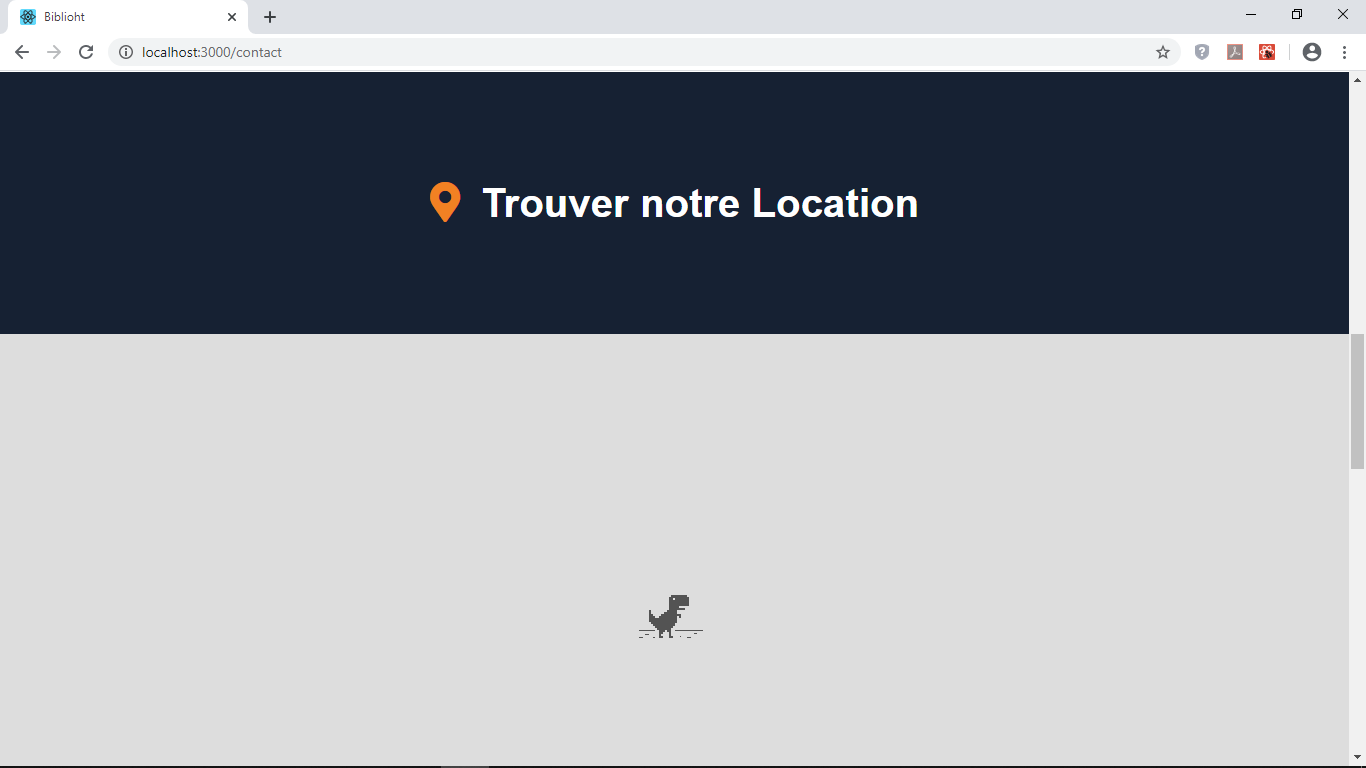 Biblioht
localhost:3000/contact
Trouver notre Location